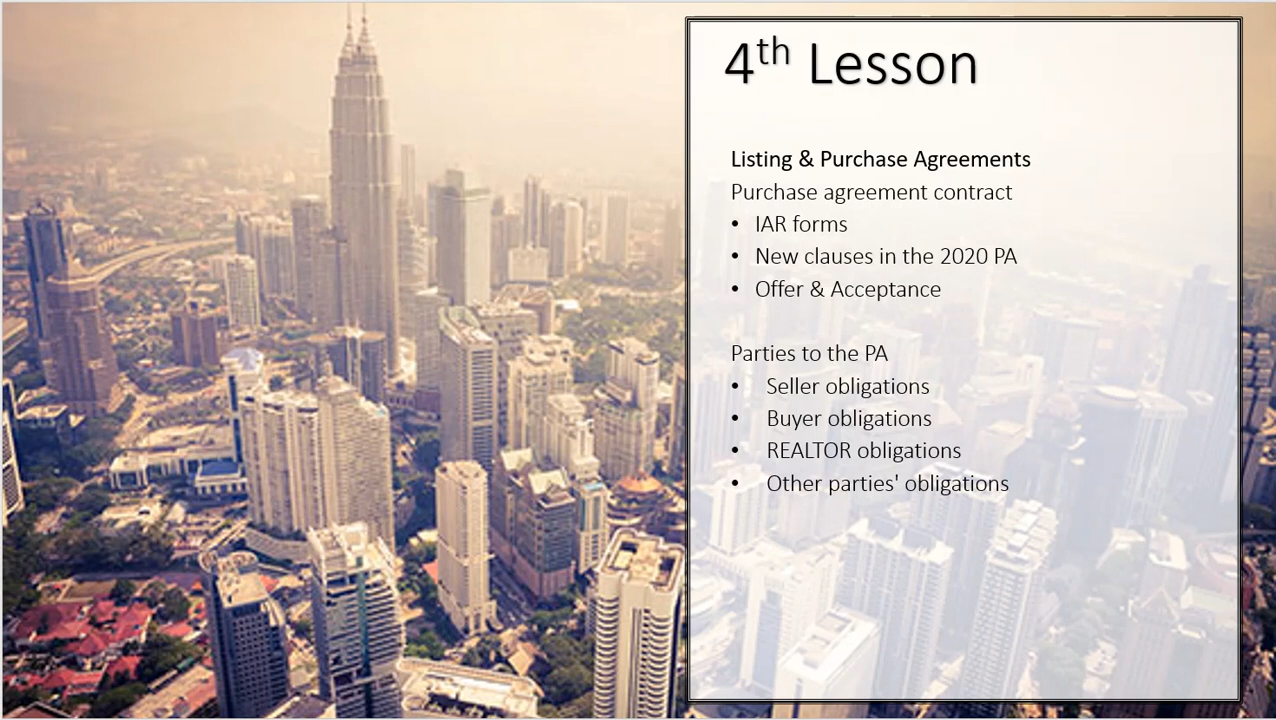 4th Lesson
Listing & Purchase Agreements
Purchase agreement contract
• IAR forms
• New clauses in the 2020 PA
• Offer & Acceptance
Parties to the PA
• Seller obligations
• Buyer obligations
• REALTOR obligations
• Other parties' obligations